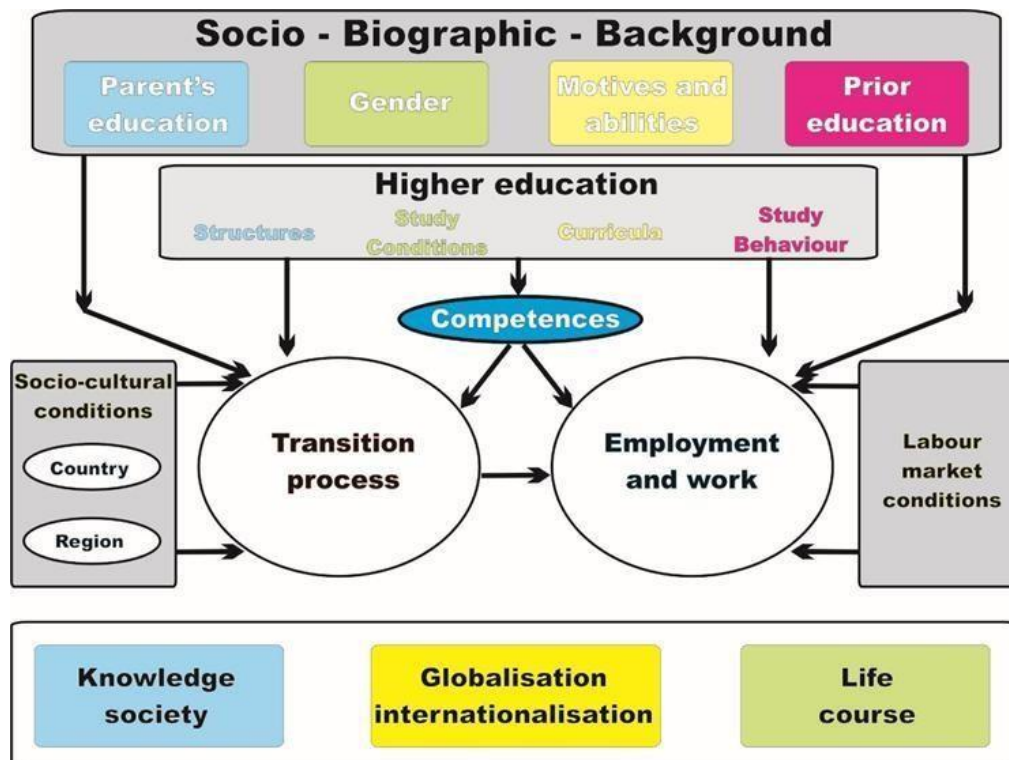 Socio - Biographic - Background
Parent's
education
Gender
Motives and
abilities
Prior
education
Higher education
Structures
Study
Conditions
Curricula
Study
Behaviour
Competences
Socio-cultural
conditions
Country
Region
Transition
process
Employment
and work
Labour
market
conditions
Knowledge
society
Globalisation
internationalisation
Life
course